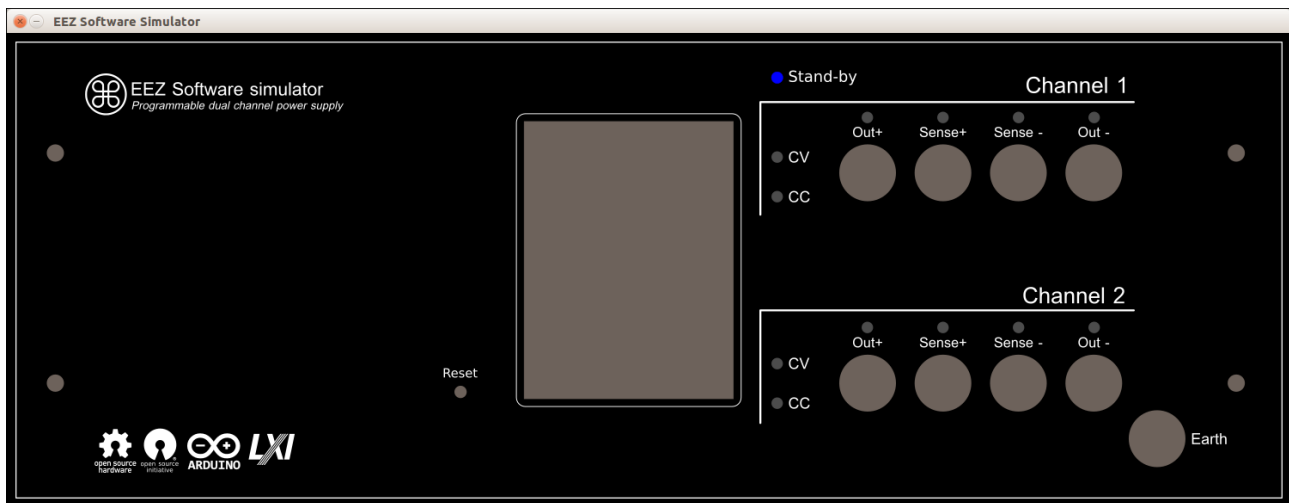 EEZ Software Simulator
EEZ Software simulator
Programmable dual channel power supply
Stand-by
Channel 1
Out+ Sense+ Sense - Out -
CV
CC
Channel 2
Out+ Sense+ Sense - Out -
CV
CC
Reset
Earth
open source
hardware
open source
initiative
ARDUINO
LXI